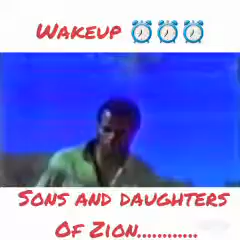 Wakeup ⏰⏰⏰
Sons and daughters
Of Zion............